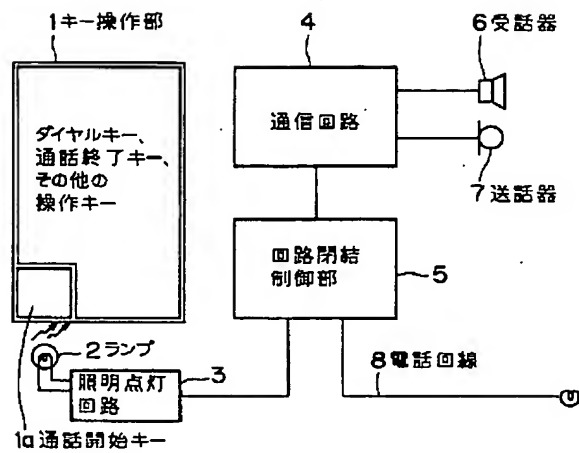 1キー操作部
4
6受話器
ダイヤルキー、
通話終了キー、
その他の
操作キー
通信回路
7送話器
回路閉結
制御部
5
2ランプ
照明点灯
回路
3
8電話回線
1a通話開始キー